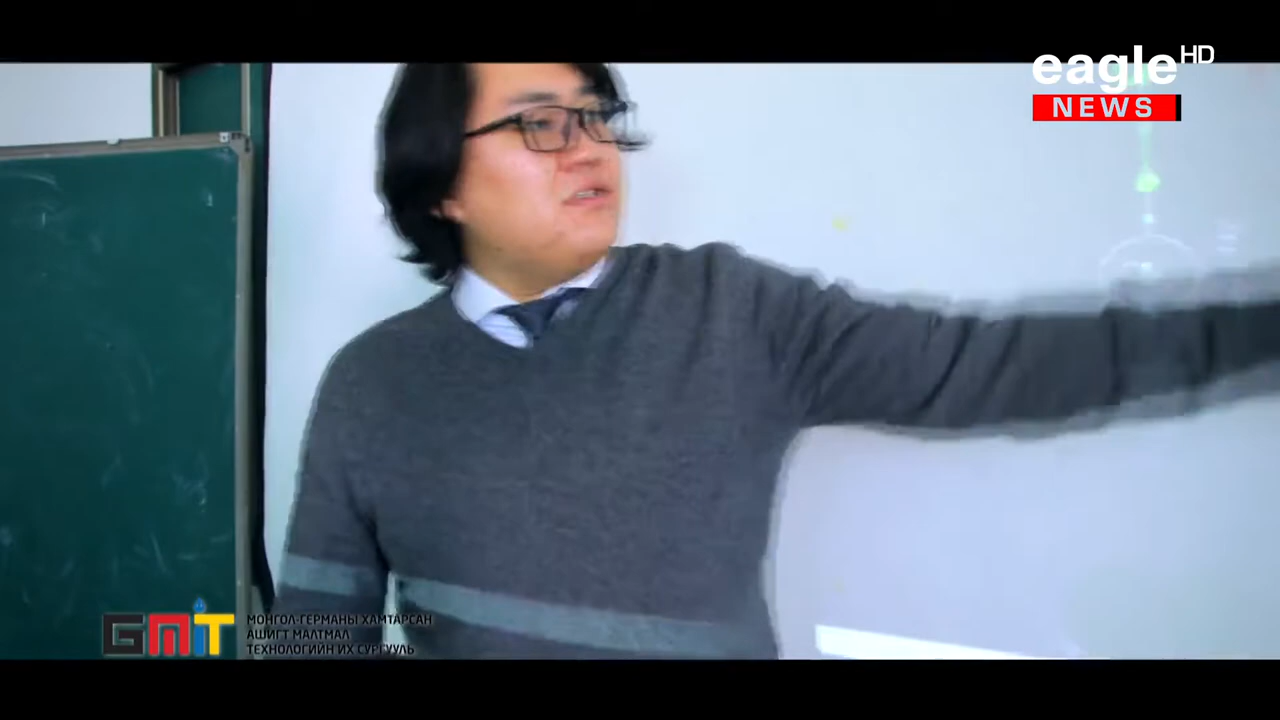 eagle HD
NEWS
GMiT
МОНГОЛ-ГЕРМАНЫ ХАМТАРСАН
АШИГТ МАЛТМАЛ
ТЕХНОЛОГИЙН ИХ СУРГУУЛЬ